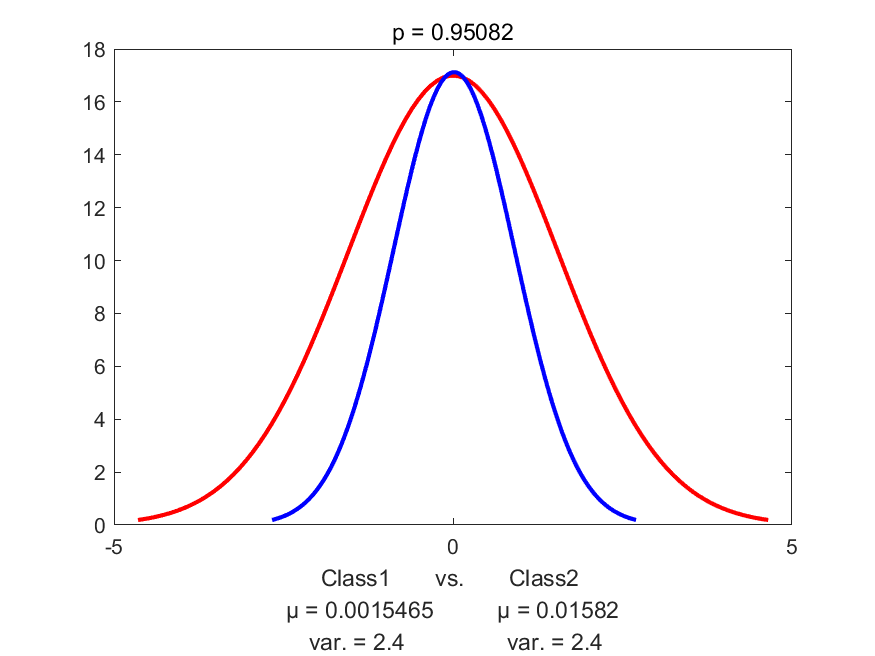 p = 0.95082
18
16
14
12
10
8
6
4
2
0
-5 0 5
Class1 vs. Class2
μ = 0.0015465 μ = 0.01582
var. = 2.4 var. = 2.4